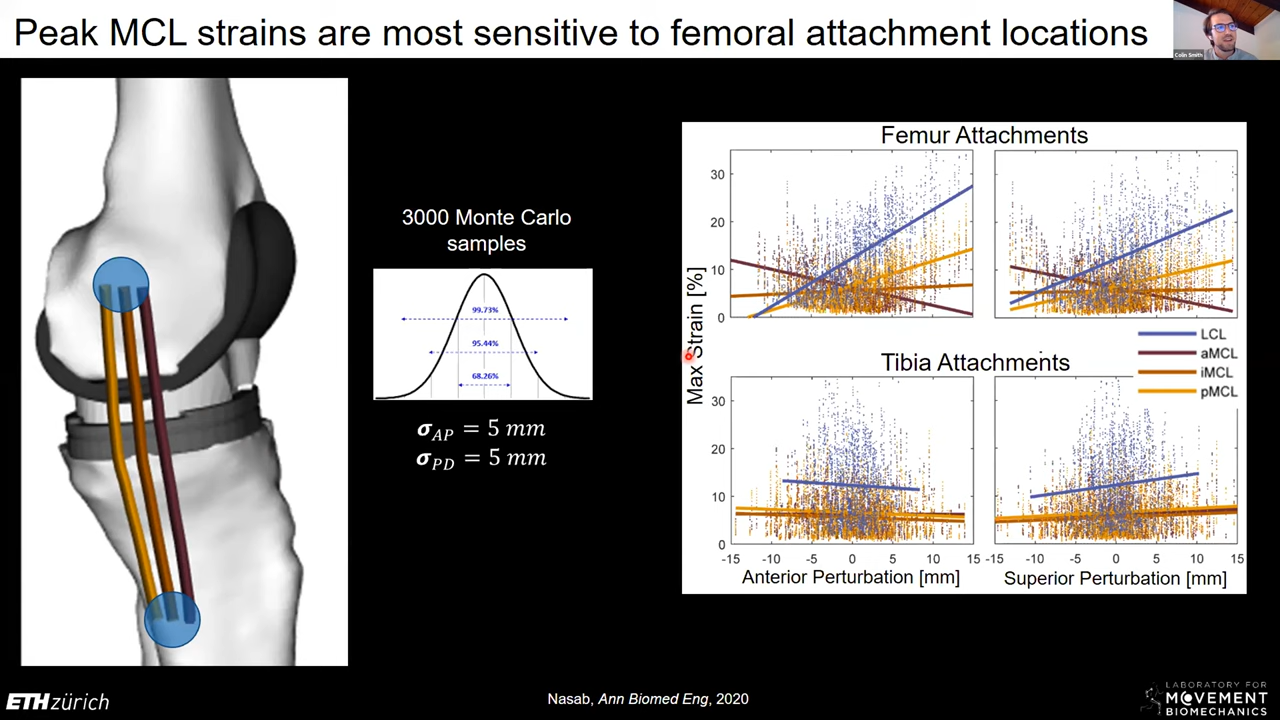 Peak MCL strains are most sensitive to femoral attachment locations
Colin Smith
3000 Monte Carlo
samples
99.73%
95.44%
68.26%
σAP = 5 mm
σPD = 5 mm
Femur Attachments
30
20
10
0
Max Strain [%]
LCL
aMCL
iMCL
pMCL
Tibia Attachments
30
20
10
0
-15 -10 -5 0 5 10 15
-15 -10 -5 0 5 10 15
Anterior Perturbation [mm]
Superior Perturbation [mm]
ETH zürich
Nasab, Ann Biomed Eng, 2020
LABORATORY FOR
MOVEMENT
BIOMECHANICS